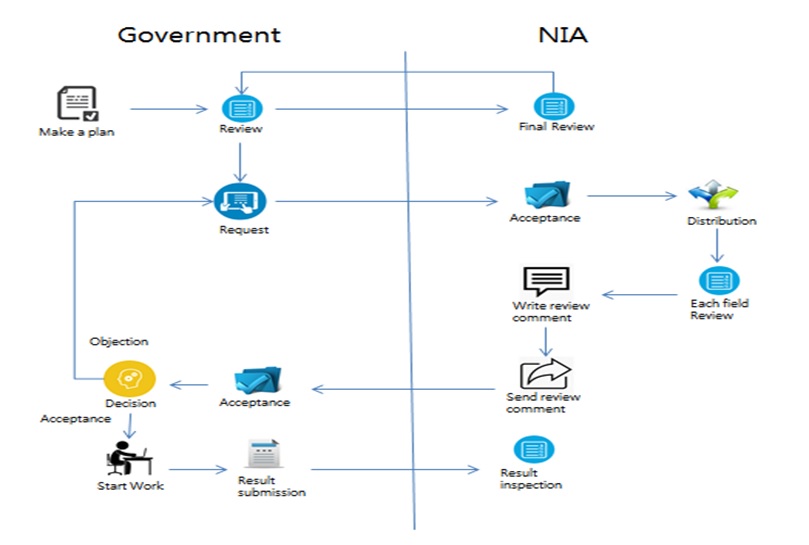 Government
NIA
Make a plan
Review
Final Review
Request
Acceptance
Distribution
Each field
Review
Write review
comment
Objection
Decision
Acceptance
Send review
comment
Acceptance
Start Work
Result
submission
Result
inspection